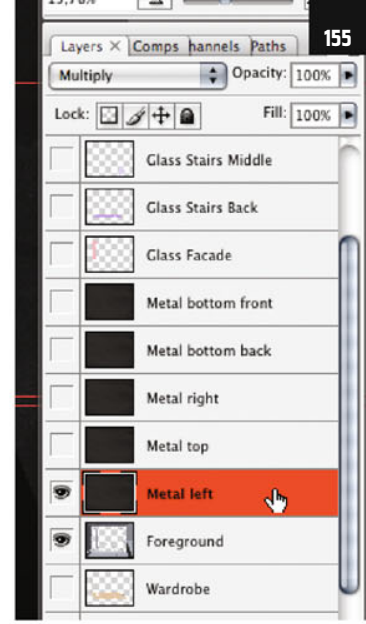 155
Layers × Comps hannels Paths
Multiply Opacity: 100%
Lock: Fill: 100%
Glass Stairs Middle
Glass Stairs Back
Glass Facade
Metal bottom front
Metal bottom back
Metal right
Metal top
Metal left
Foreground
Wardrobe